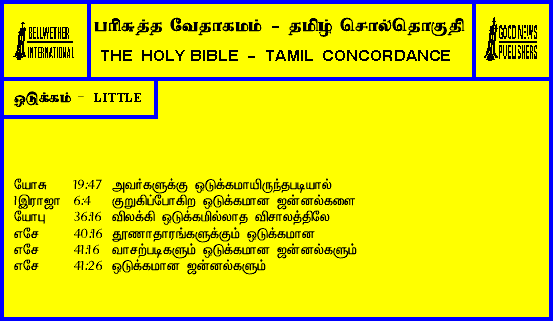 BELLWETHER
INTERNATIONAL
பரிசுத்த வேதாகமம் - தமிழ் சொல்தொகுதி
THE HOLY BIBLE - TAMIL CONCORDANCE
GOOD NEWS
PUBLISHERS
ஒடுக்கம் - LITTLE
யோசு 19:47 அவர்களுக்கு ஒடுக்கமாயிருந்தபடியால்
1இராஜா 6:4 குறுகிப்போகிற ஒடுக்கமான ஜன்னல்களை
யோபு 36:16 விலக்கி ஒடுக்கமில்லாத விசாலத்திலே
எசே 40:16 தூணாதாரங்களுக்கும் ஒடுக்கமான
எசே 41:16 வாசற்படிகளும் ஒடுக்கமான ஜன்னல்களும்
எசே 41:26 ஒடுக்கமான ஜன்னல்களும்